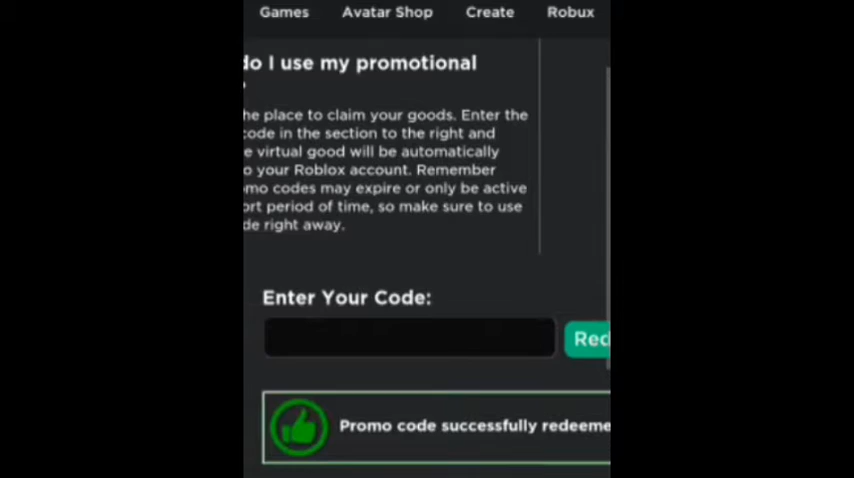 Games Avatar Shop Create Robux
do I use my promotional
he place to claim your goods. Enter the
code in the section to the right and
e virtual good will be automatically
o your Roblox account. Remember
omo codes may expire or only be active
ort period of time, so make sure to use
de right away.
Enter Your Code:
Red
Promo code successfully redeeme